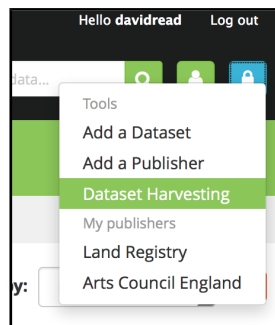 Hello davidread Log out
data...
Tools
Add a Dataset
Add a Publisher
Dataset Harvesting
My publishers
Land Registry
Arts Council England
by: